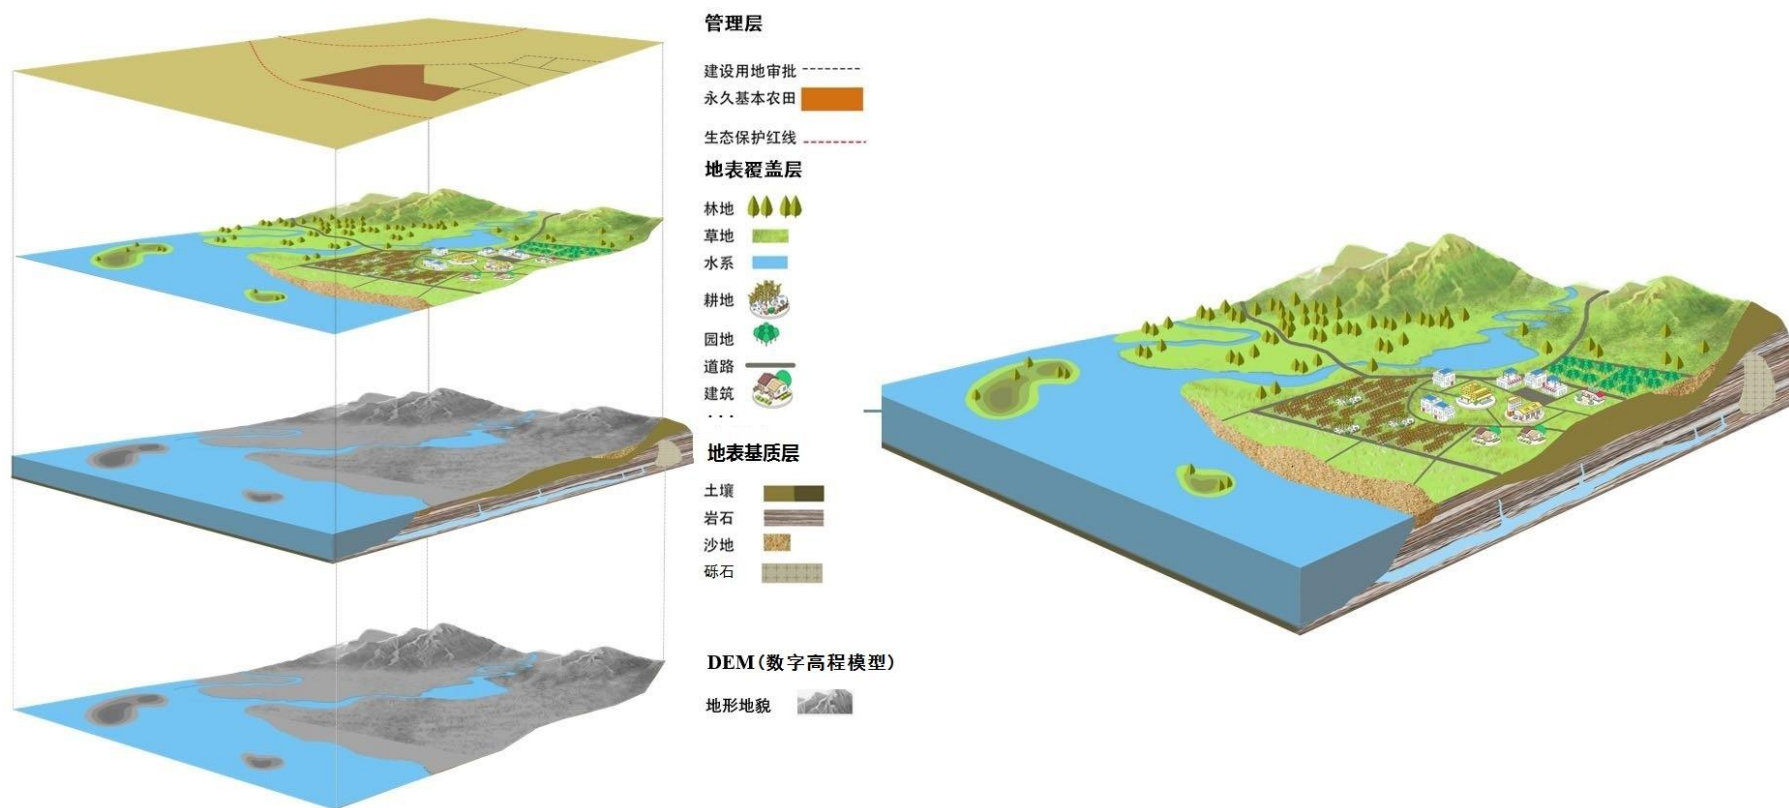 管理层
建设用地审批
永久基本农田
生态保护红线
地表覆盖层
林地
草地
水系
耕地
园地
道路
建筑
...
地表基质层
土壤
岩石
沙地
砾石
DEM(数字高程模型)
地形地貌